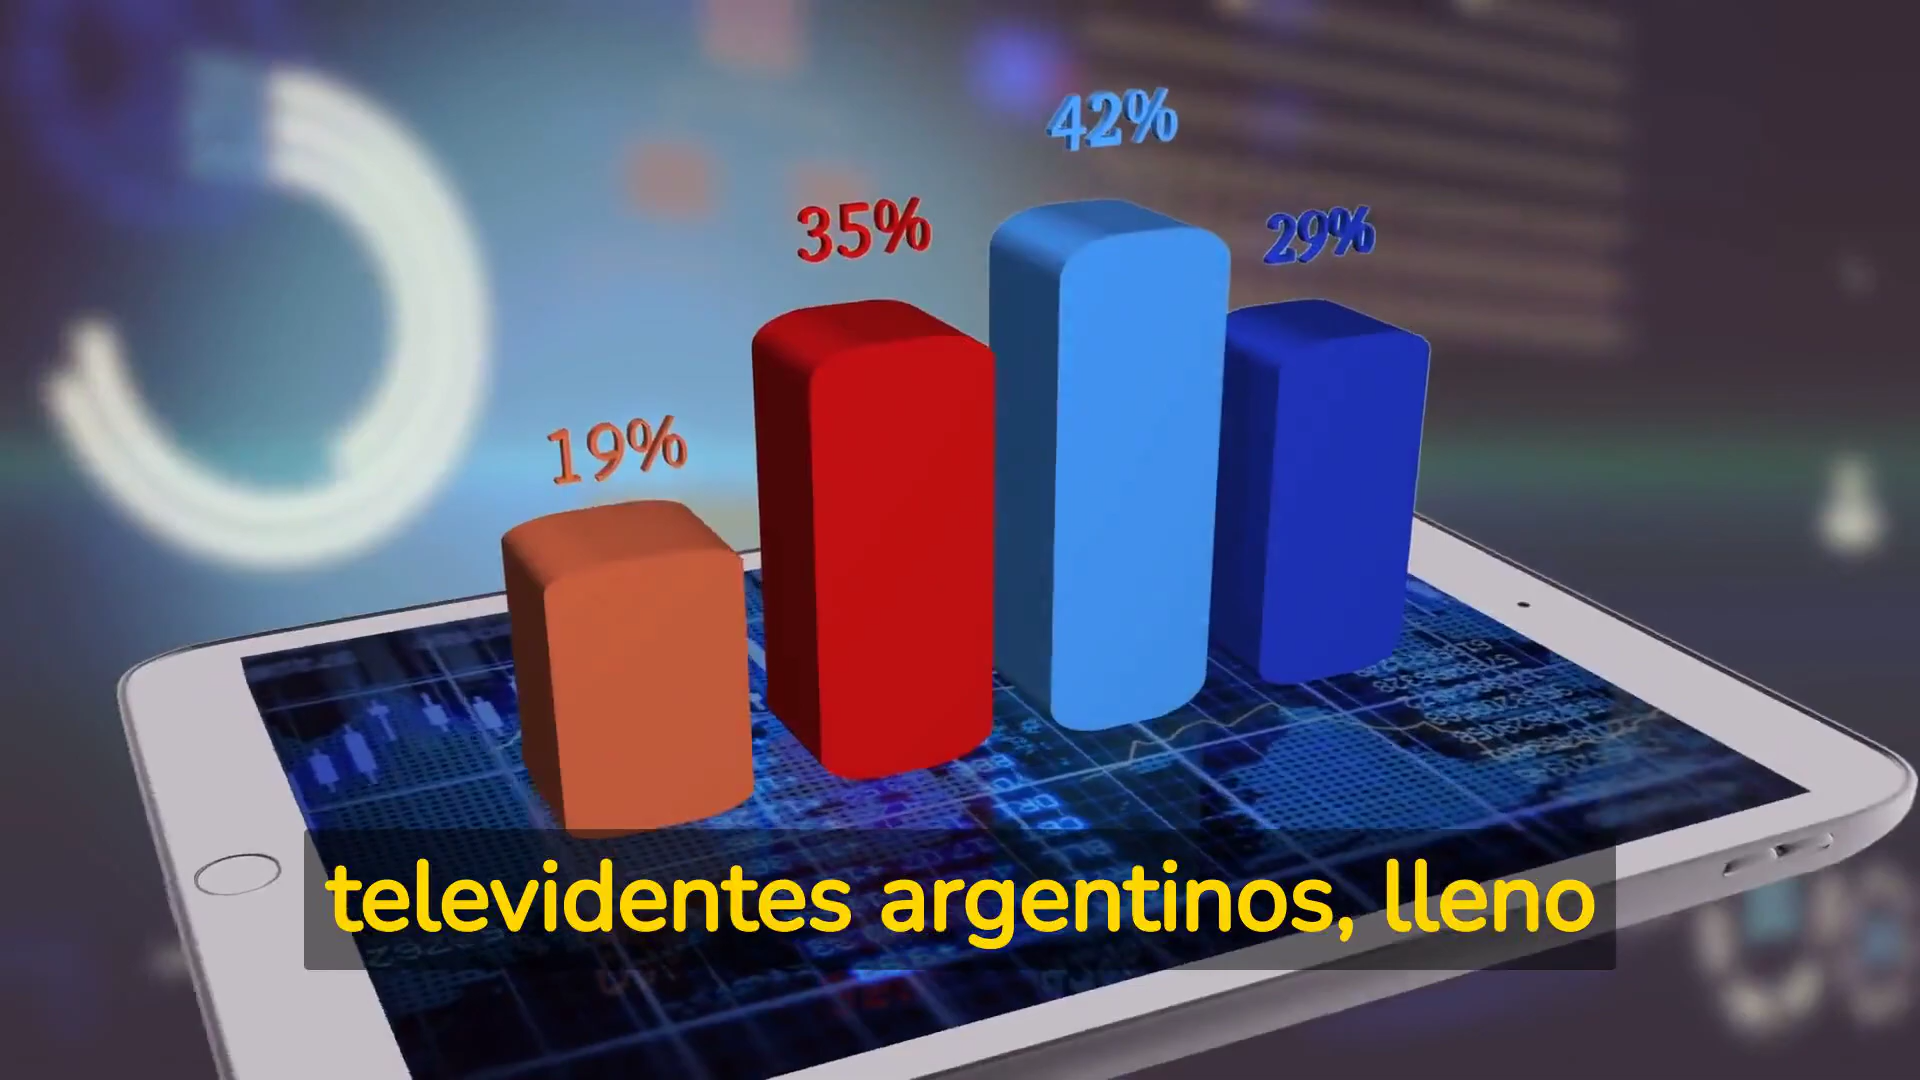 42%
35%
29%
19%
televidentes argentinos, lleno